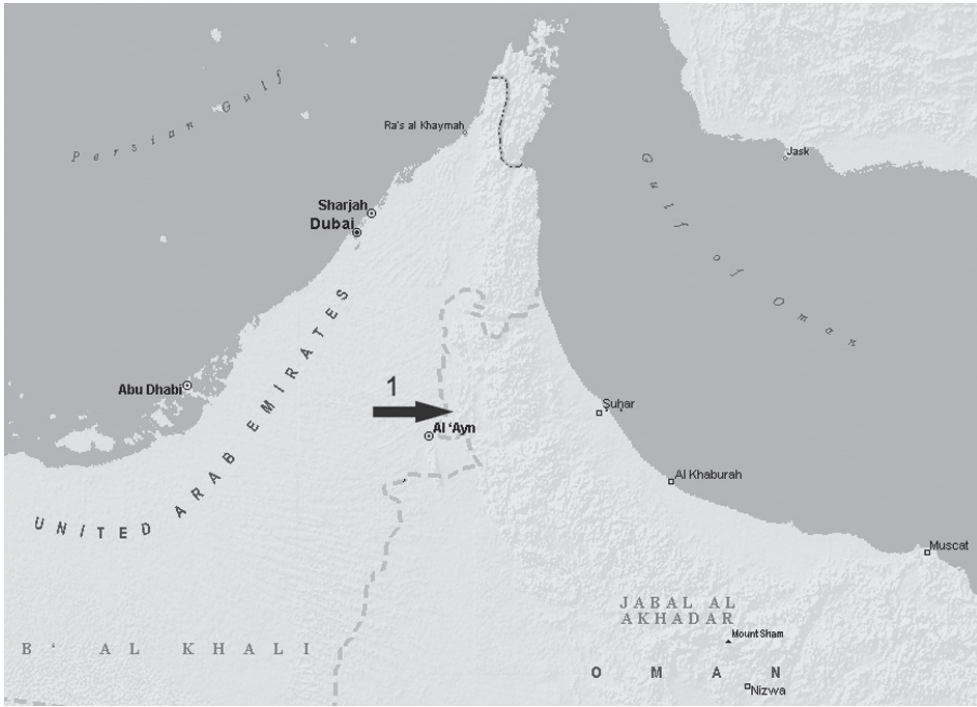 Persian Gulf
Ra's al Khaymah
Jask
Gulf of Oman
Sharjah
Dubai
UNITED ARAB EMIRATES
Abu Dhabi
1
Al 'Ayn
Suhar
Al Khaburah
Muscat
JABAL AL
AKHADAR
Mount Sham
B' AL KHALI
OMAN
Nizwa